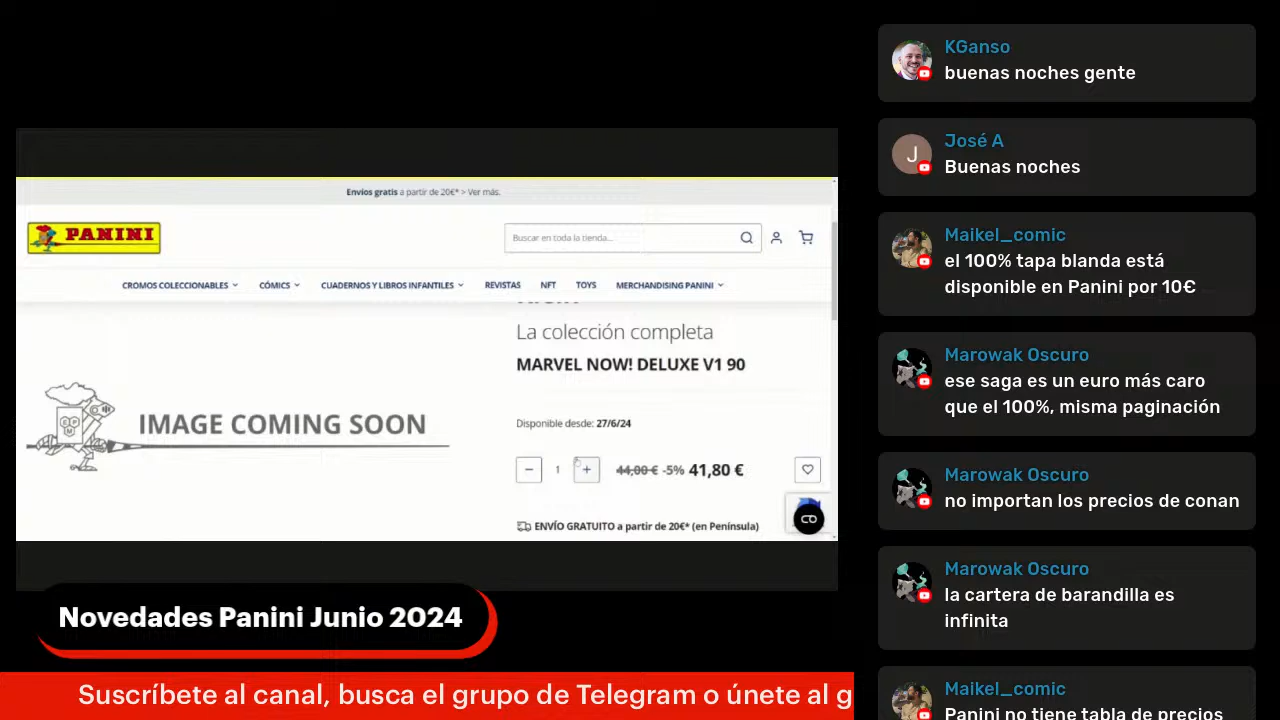 Envíos gratis a partir de 20€* > Ver más.
PANINI
Buscar en toda la tienda...
CROMOS COLECCIONABLES
CÓMICS
CUADERNOS Y LIBROS INFANTILES
REVISTAS
NFT
TOYS
MERCHANDISING PANINI
La colección completa
MARVEL NOW! DELUXE V1 90
IMAGE COMING SOON
Disponible desde: 27/6/24
− 1 + 44,00 € -5% 41,80 €
ENVÍO GRATUITO a partir de 20€* (en Península)
Novedades Panini Junio 2024
Suscríbete al canal, busca el grupo de Telegram o únete al g
KGanso
buenas noches gente
J
José A
Buenas noches
Maikel_comic
el 100% tapa blanda está
disponible en Panini por 10€
Marowak Oscuro
ese saga es un euro más caro
que el 100%, misma paginación
Marowak Oscuro
no importan los precios de conan
Marowak Oscuro
la cartera de barandilla es
infinita
Maikel_comic
Panini no tiene tabla de precios